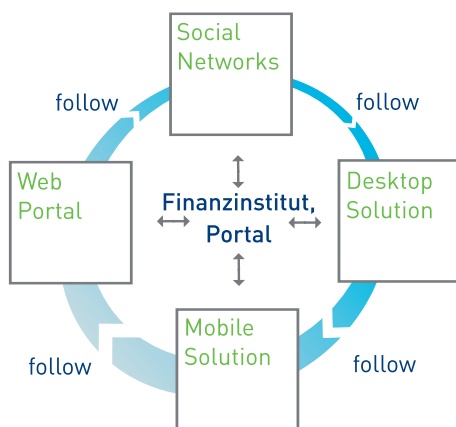 Social
Networks
follow
follow
Web
Portal
Finanzinstitut,
Portal
Desktop
Solution
Mobile
Solution
follow
follow